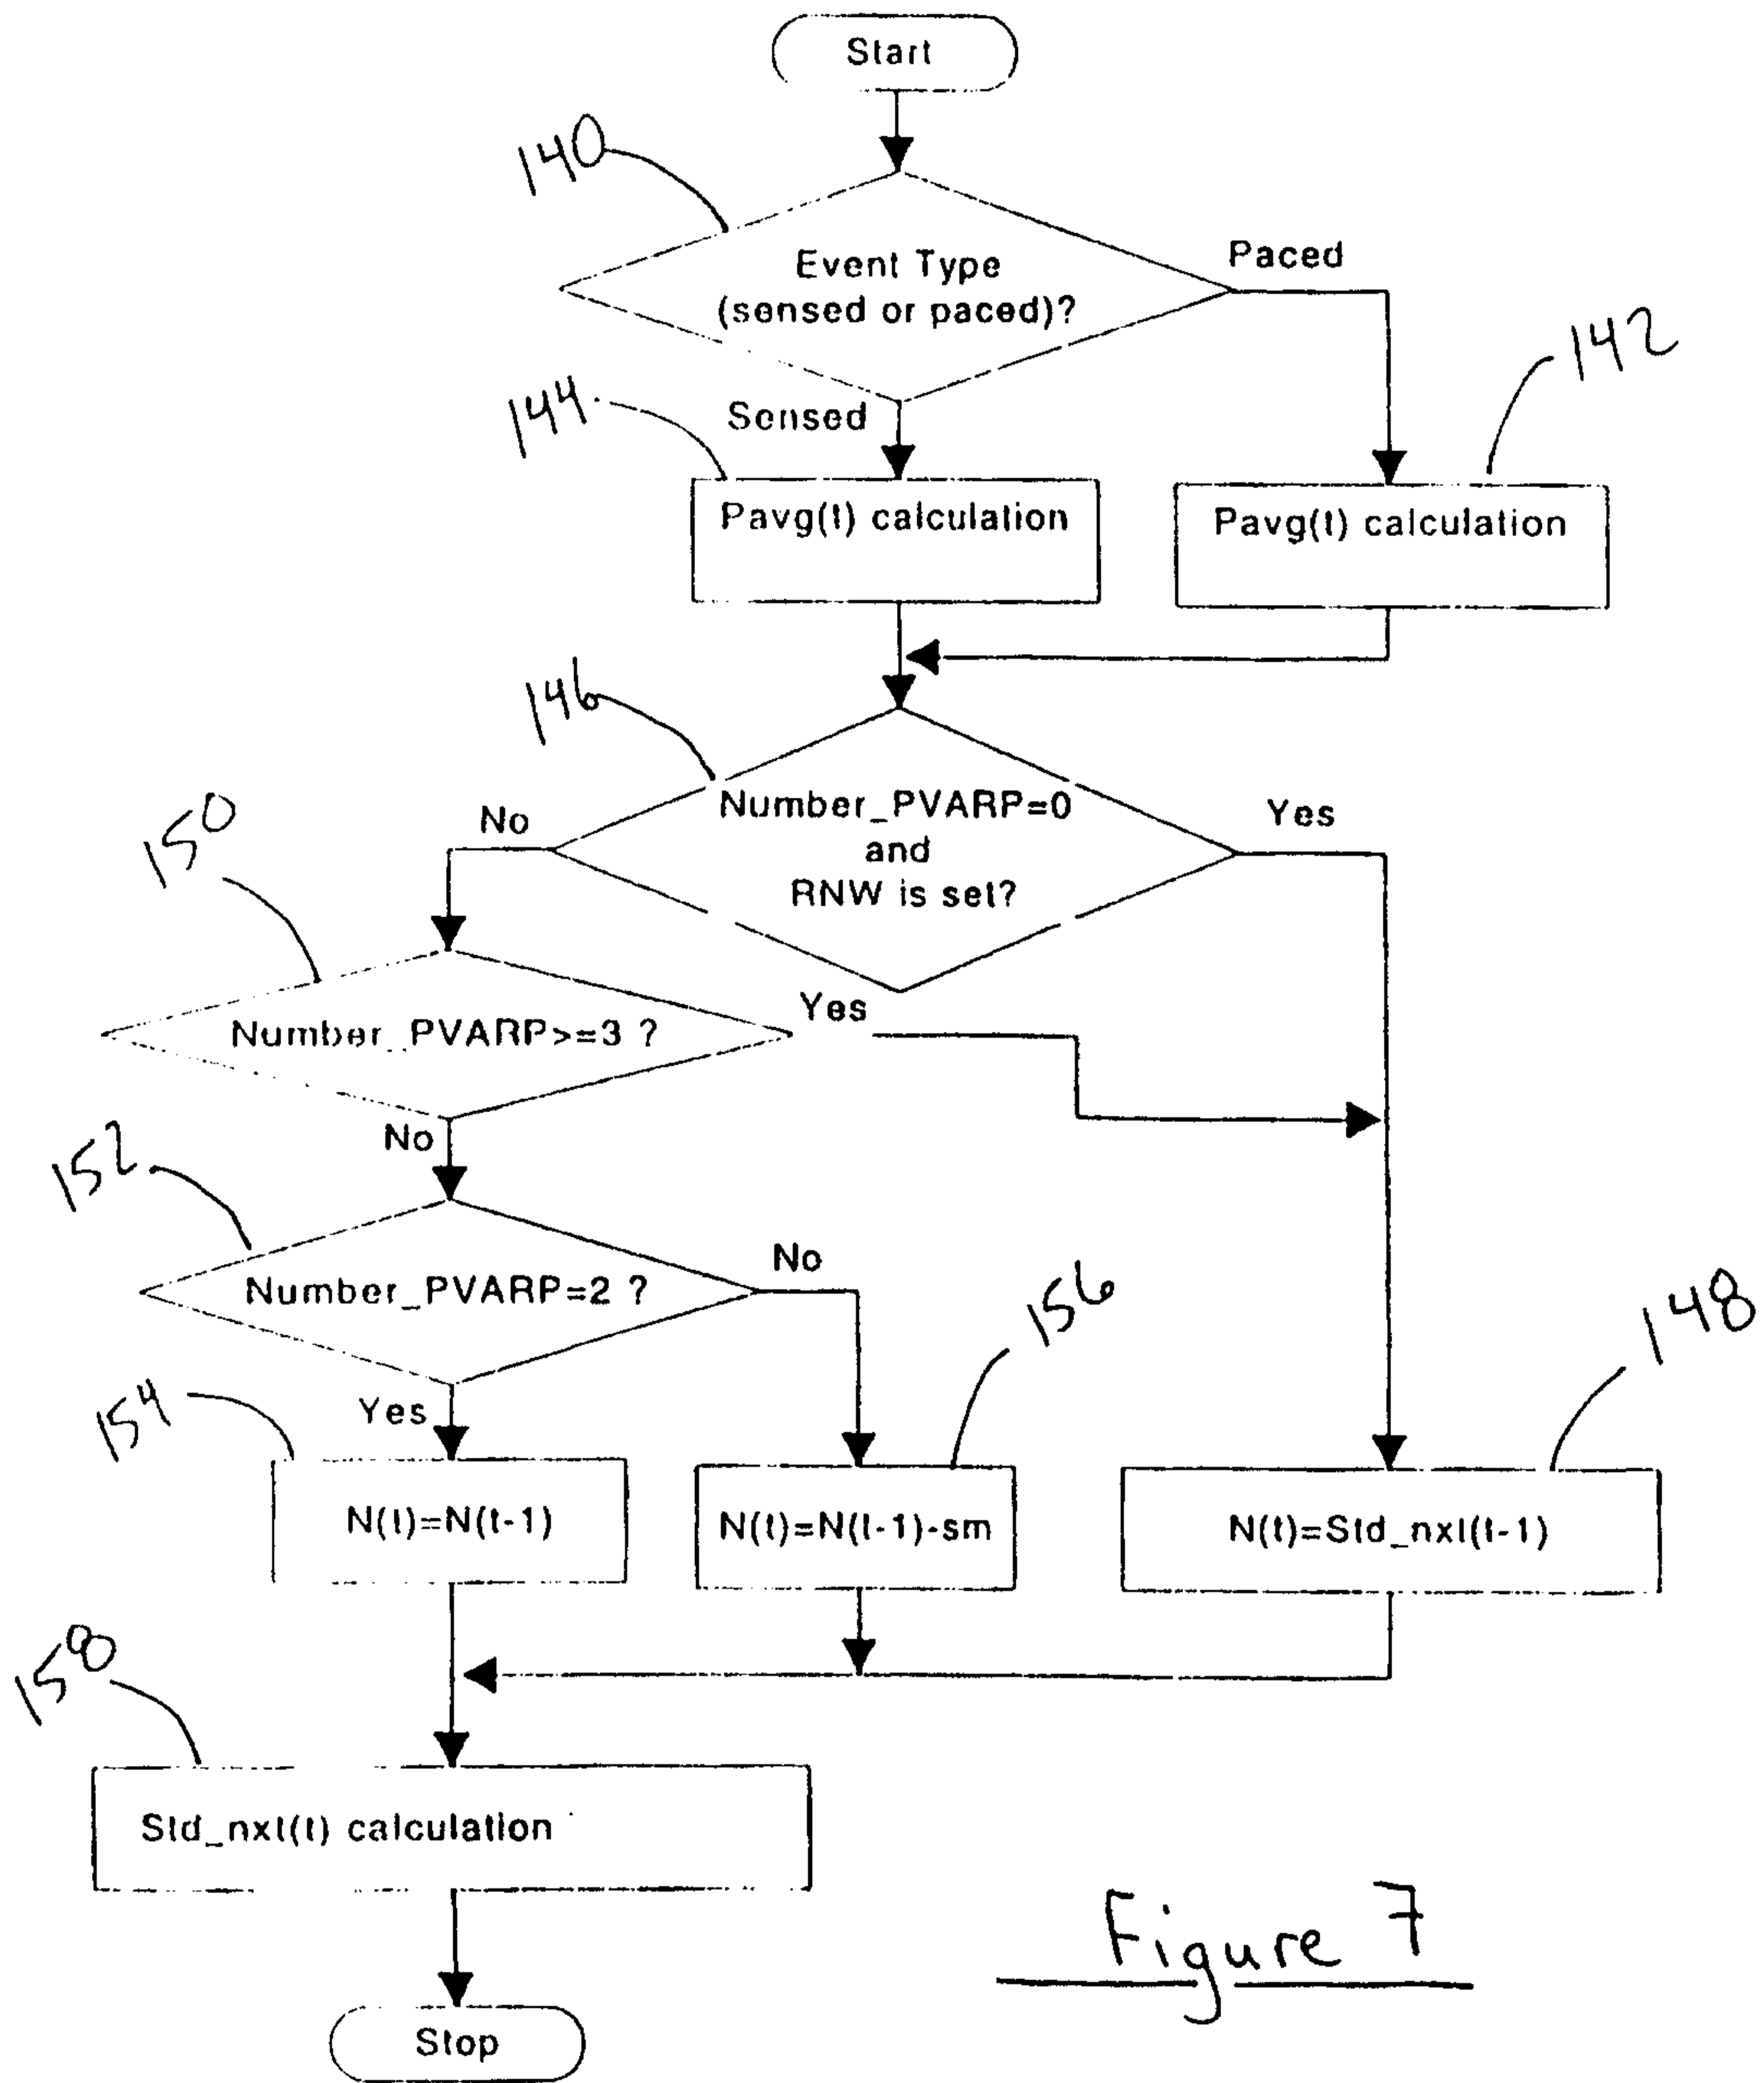 Start
140
Event Type
(sensed or paced)?
Paced
142
144
Sensed
Pavg(t) calculation
Pavg(t) calculation
146
Number_PVARP=0
and
RNW is set?
No
Yes
150
Number_PVARP>=3 ?
Yes
No
152
Number_PVARP=2 ?
No
156
148
154
Yes
N(t)=N(t-1)
N(t)=N(t-1)-sm
N(t)=Std_nxt(t-1)
158
Std_nxt(t) calculation
Figure 7
Stop